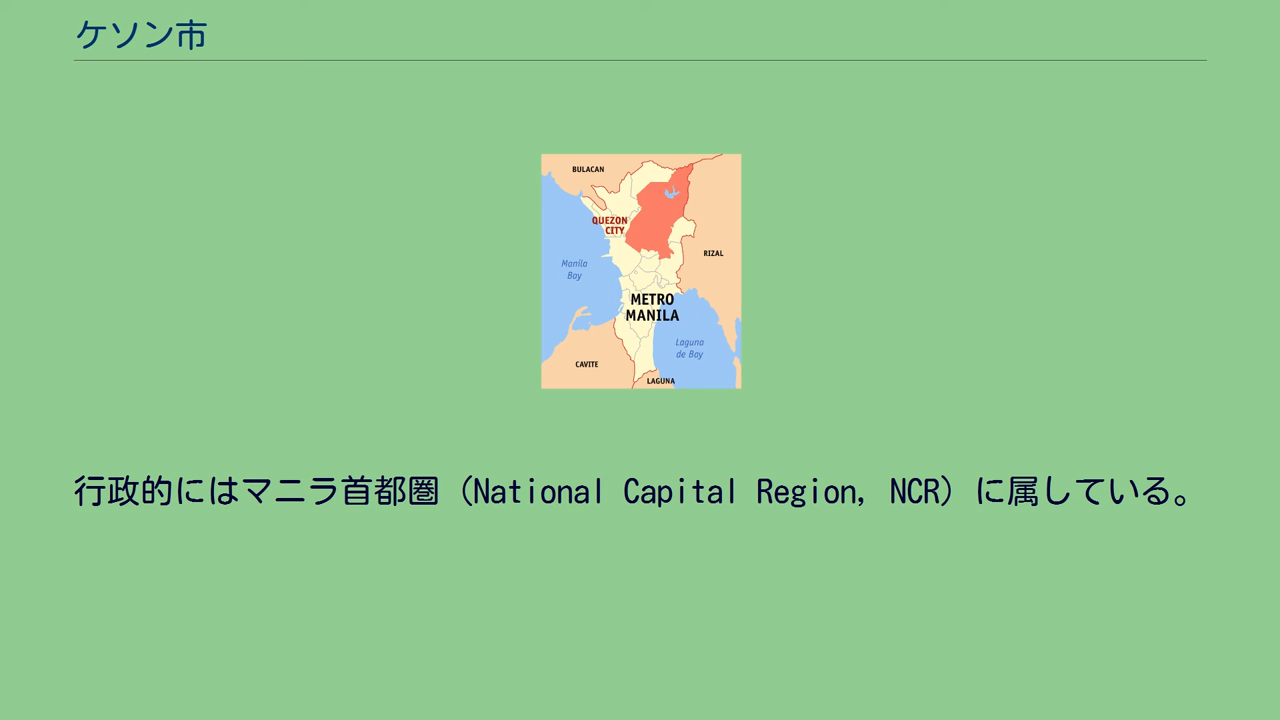 ケソン市
BULACAN
QUEZON
CITY
RIZAL
Manila
Bay
METRO
MANILA
Laguna
de Bay
CAVITE
LAGUNA
行政的にはマニラ首都圏（National Capital Region, NCR）に属している。